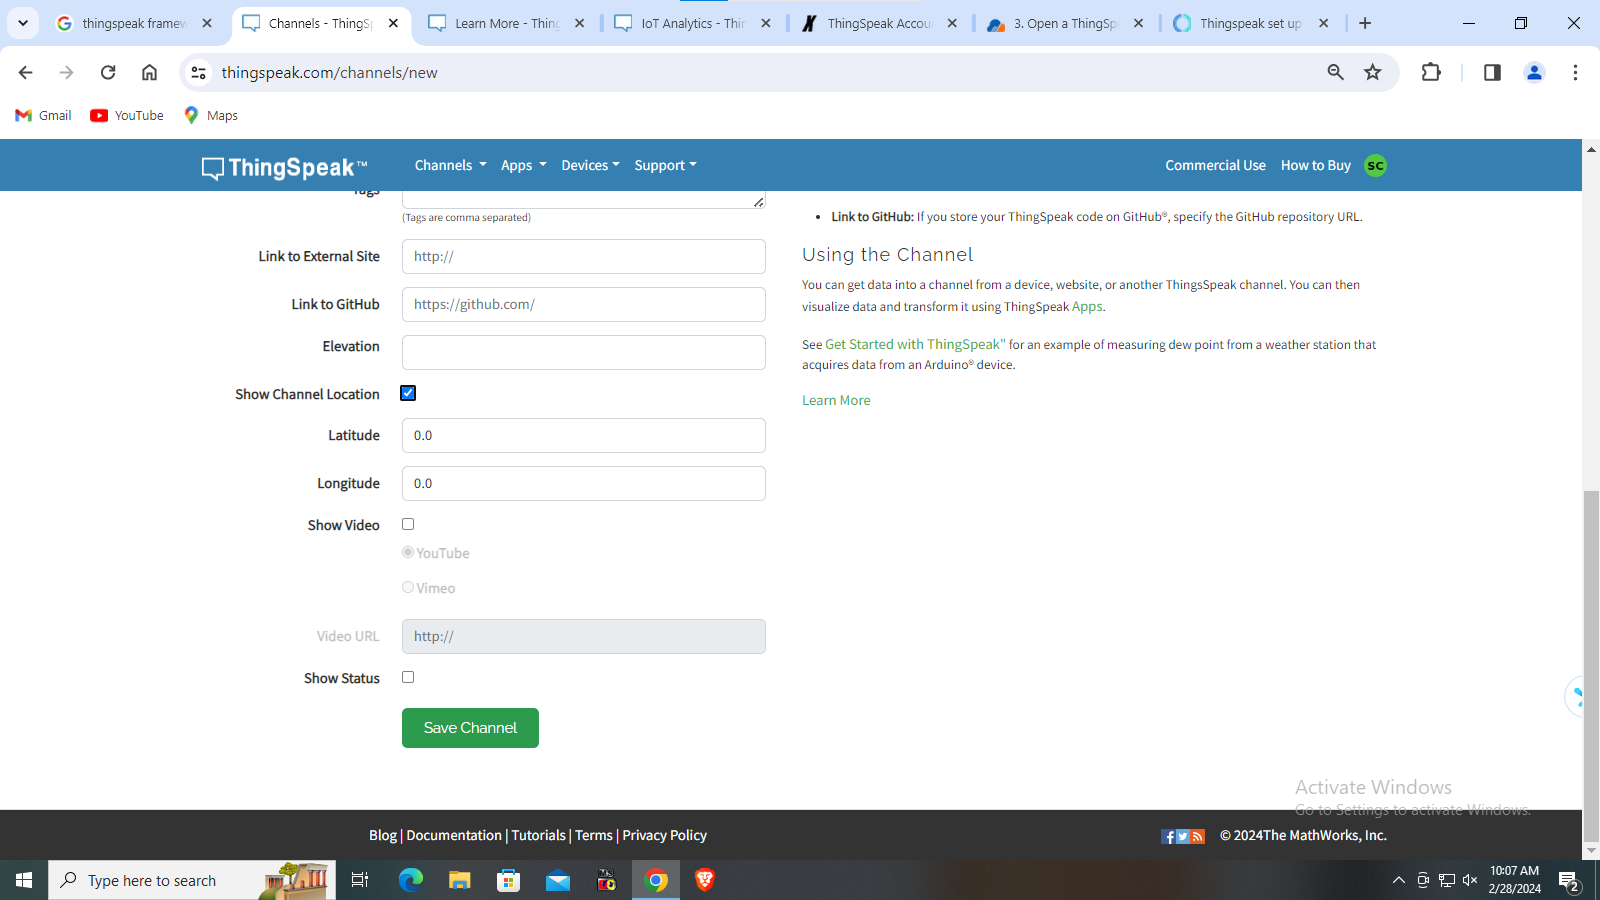 thingspeak framew
Channels - ThingSp
Learn More - Thing
IoT Analytics - Thin
ThingSpeak Accou
3. Open a ThingSpe
Thingspeak set up
thingspeak.com/channels/new
Gmail
YouTube
Maps
ThingSpeak™
Channels
Apps
Devices
Support
Commercial Use
How to Buy
SC
Tags
(Tags are comma separated)
Link to External Site
http://
Link to GitHub
https://github.com/
Elevation
Show Channel Location
Latitude
0.0
Longitude
0.0
Show Video
YouTube
Vimeo
Video URL
http://
Show Status
Save Channel
• Link to GitHub: If you store your ThingSpeak code on GitHub®, specify the GitHub repository URL.
Using the Channel
You can get data into a channel from a device, website, or another ThingsSpeak channel. You can then
visualize data and transform it using ThingSpeak Apps.
See Get Started with ThingSpeak" for an example of measuring dew point from a weather station that
acquires data from an Arduino® device.
Learn More
Activate Windows
Go to Settings to activate Windows.
Blog | Documentation | Tutorials | Terms | Privacy Policy
© 2024The MathWorks, Inc.
Type here to search
10:07 AM
2/28/2024
2